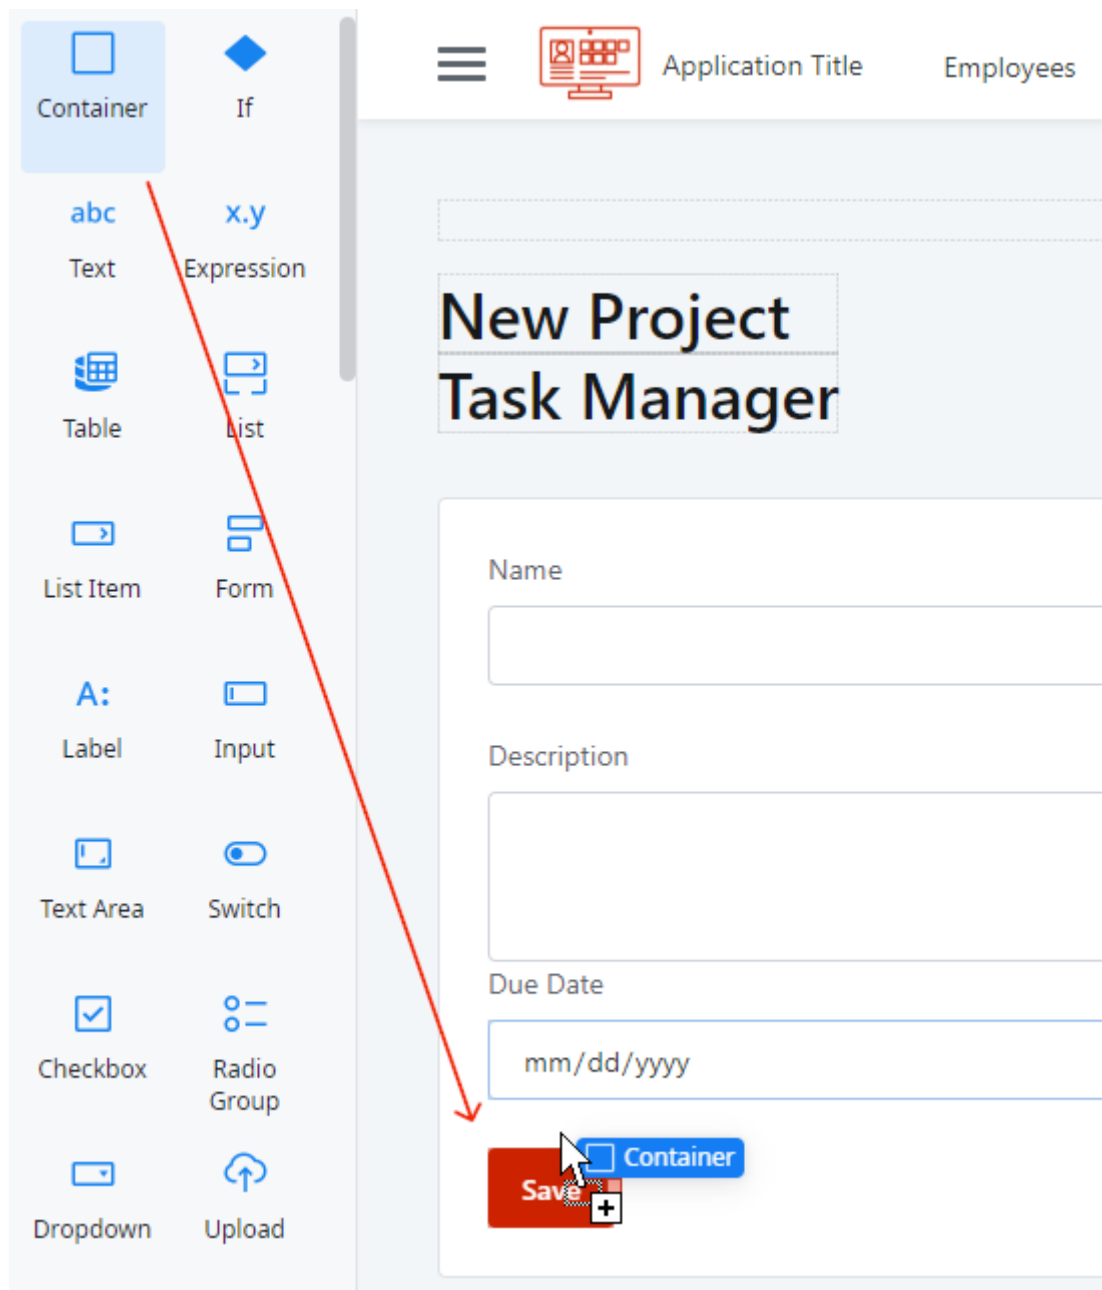 Container
If
abc
x.y
Text
Expression
Table
List
List Item
Form
A:
Label
Input
Text Area
Switch
Checkbox
Radio
Group
Dropdown
Upload
Application Title
Employees
New Project
Task Manager
Name
Description
Due Date
mm/dd/yyyy
Container
Save